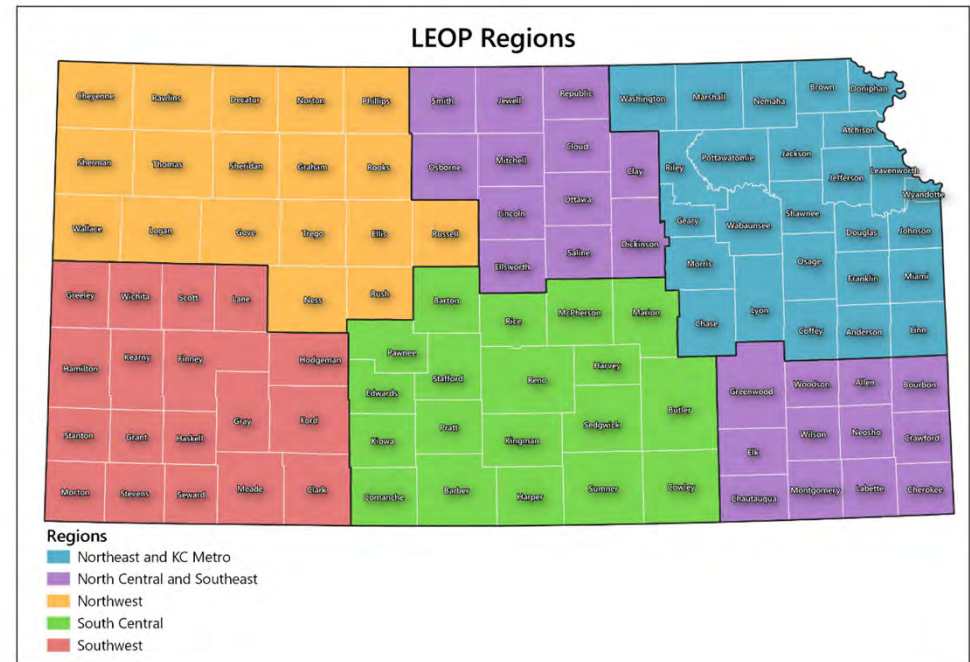 LEOP Regions
Cheyenne Rawlins Decatur Norton Phillips Smith Jewell Republic Washington Marshall Nemaha Brown Doniphan
Atchison
Sherman Thomas Sheridan Graham Rooks Osborne Mitchell Cloud Clay Riley Pottawatomie Jackson Jefferson Leavenworth
Wyandotte
Wallace Logan Gove Trego Ellis Russell Lincoln Ottawa Dickinson Geary Wabaunsee Shawnee Douglas Johnson
Ellsworth Saline Morris Osage Franklin Miami
Greeley Wichita Scott Lane Ness Rush Barton Rice McPherson Marion Chase Lyon Coffey Anderson Linn
Hamilton Kearny Finney Hodgeman Pawnee Stafford Reno Harvey
Edwards Greenwood Woodson Allen Bourbon
Stanton Grant Haskell Gray Ford Kiowa Pratt Kingman Sedgwick Butler Elk Wilson Neosho Crawford
Morton Stevens Seward Meade Clark Comanche Barber Harper Sumner Cowley Chautauqua Montgomery Labette Cherokee
Regions
Northeast and KC Metro
North Central and Southeast
Northwest
South Central
Southwest